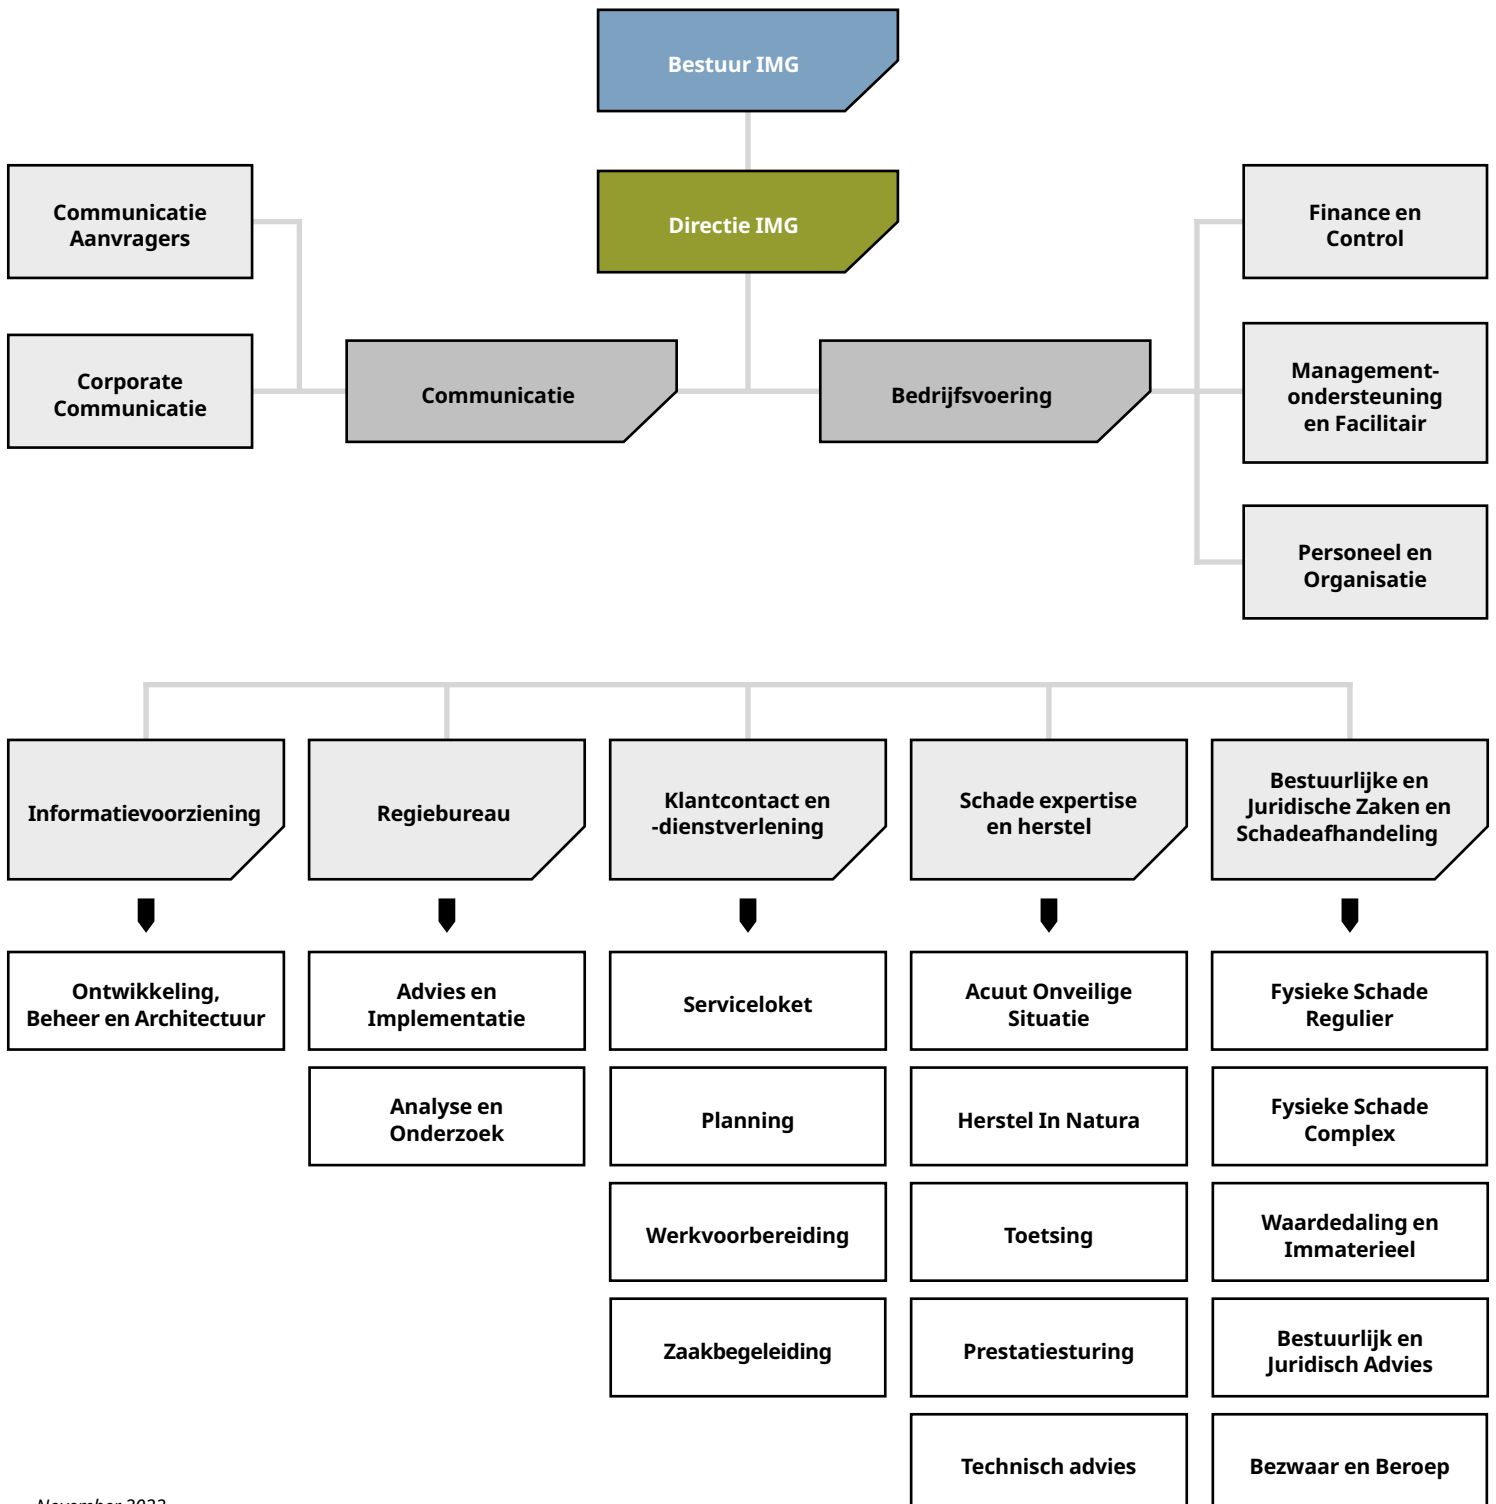 Bestuur IMG
Directie IMG
Communicatie
Aanvragers
Corporate
Communicatie
Communicatie
Bedrijfsvoering
Finance en
Control
Management-
ondersteuning
en Facilitair
Personeel en
Organisatie
Informatievoorziening
Regiebureau
Klantcontact en
-dienstverlening
Schade expertise
en herstel
Bestuurlijke en
Juridische Zaken en
Schadeafhandeling
Ontwikkeling,
Beheer en Architectuur
Advies en
Implementatie
Analyse en
Onderzoek
Serviceloket
Planning
Werkvoorbereiding
Zaakbegeleiding
Acuut Onveilige
Situatie
Herstel In Natura
Toetsing
Prestatiesturing
Technisch advies
Fysieke Schade
Regulier
Fysieke Schade
Complex
Waardedaling en
Immaterieel
Bestuurlijk en
Juridisch Advies
Bezwaar en Beroep